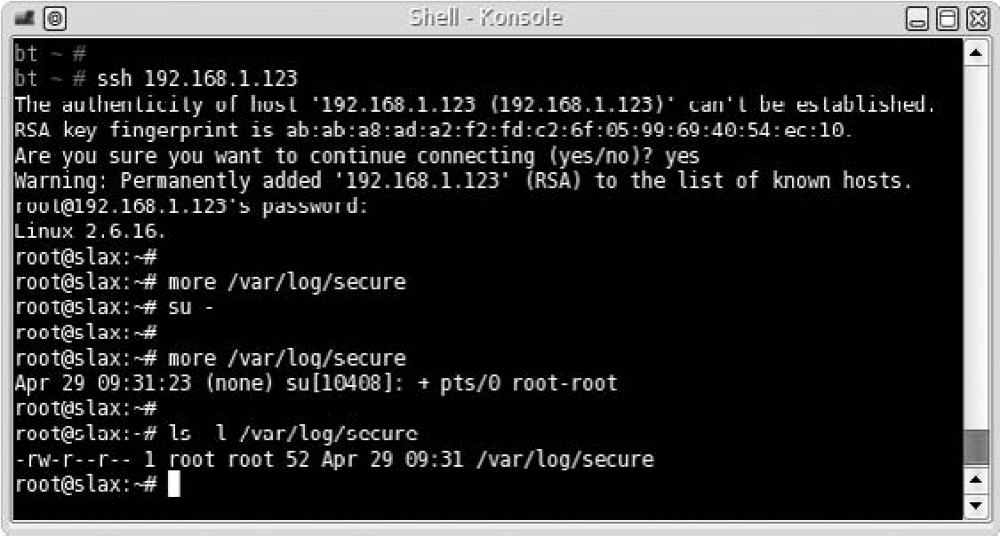 Shell - Konsole
bt ~ #
bt ~ # ssh 192.168.1.123
The authenticity of host '192.168.1.123 (192.168.1.123)' can't be established.
RSA key fingerprint is ab:ab:a8:ad:a2:f2:fd:c2:6f:05:99:69:40:54:ec:10.
Are you sure you want to continue connecting (yes/no)? yes
Warning: Permanently added '192.168.1.123' (RSA) to the list of known hosts.
root@192.168.1.123's password:
Linux 2.6.16.
root@slax:~#
root@slax:~# more /var/log/secure
root@slax:~# su -
root@slax:~#
root@slax:~# more /var/log/secure
Apr 29 09:31:23 (none) su[10408]: + pts/0 root-root
root@slax:~#
root@slax:~# ls -l /var/log/secure
-rw-r--r-- 1 root root 52 Apr 29 09:31 /var/log/secure
root@slax:~#